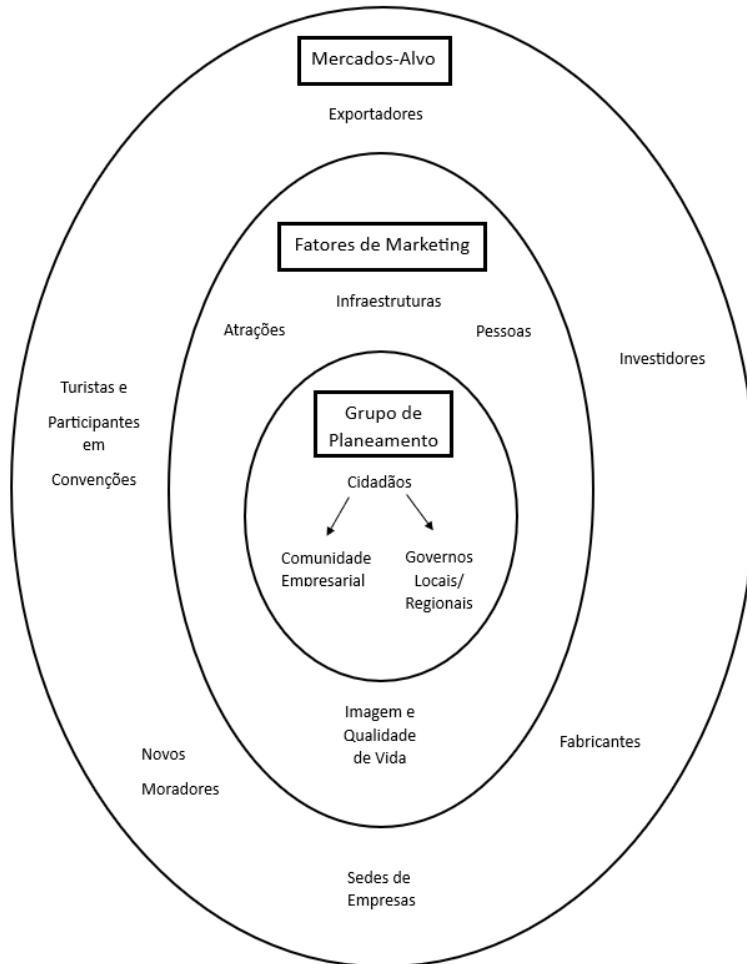 Mercados-Alvo
Exportadores
Fatores de Marketing
Infraestruturas
Atrações
Pessoas
Investidores
Turistas e
Participantes
em
Convenções
Grupo de
Planeamento
Cidadãos
Comunidade
Empresarial
Governos
Locais/
Regionais
Imagem e
Qualidade
de Vida
Novos
Moradores
Fabricantes
Sedes de
Empresas